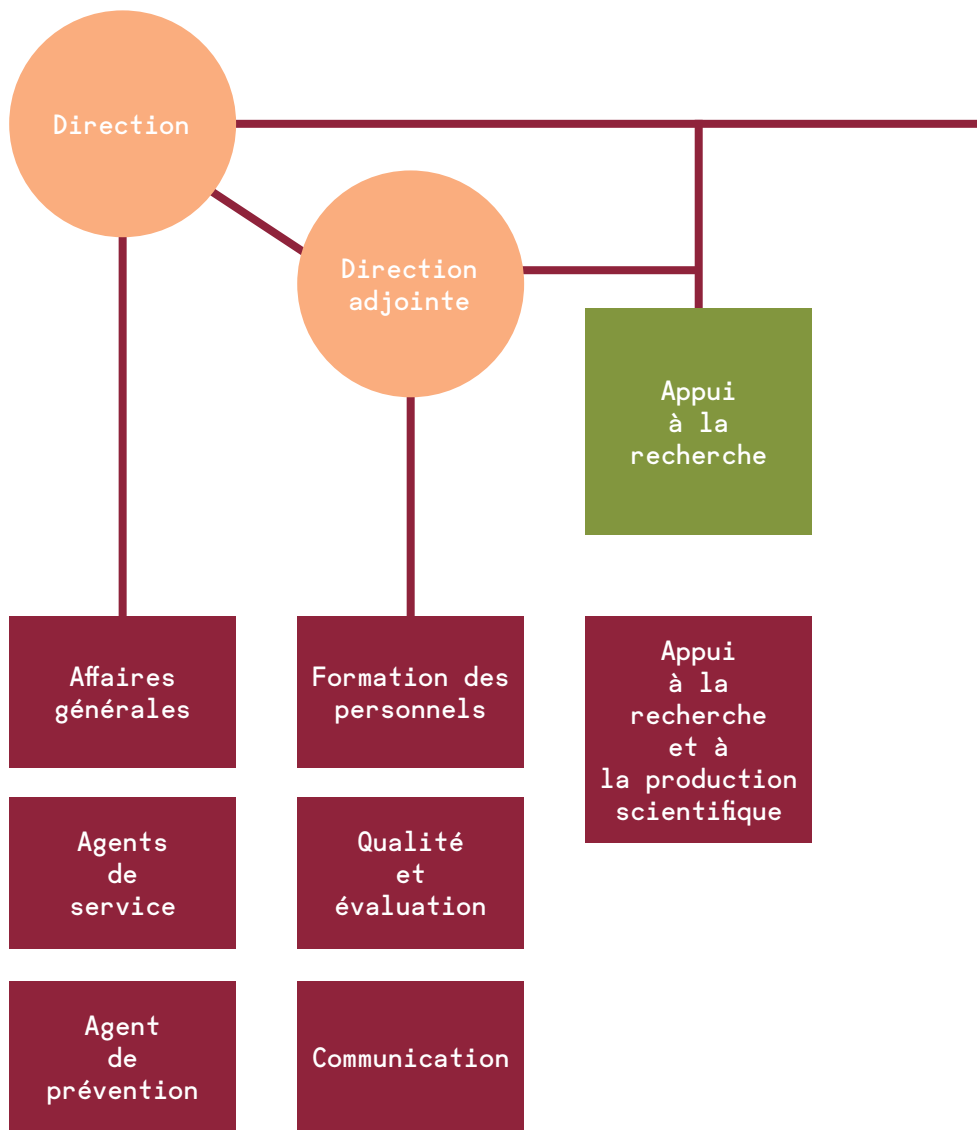 Direction
Direction
adjointe
Appui
à la
recherche
Affaires
générales
Formation des
personnels
Appui
à la
recherche
et à
la production
scientifique
Agents
de
service
Qualité
et
évaluation
Agent
de
prévention
Communication